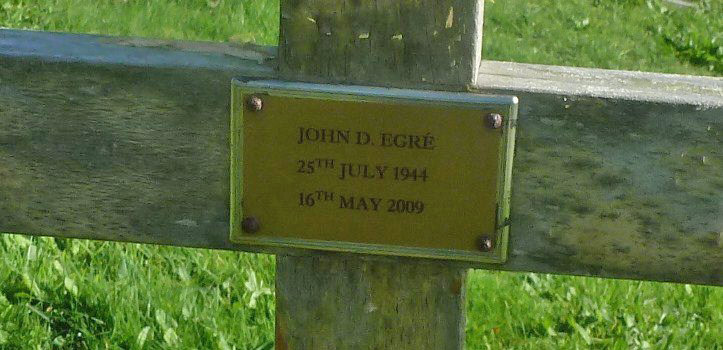 JOHN D. EGRÉ
25TH JULY 1944
16TH MAY 2009